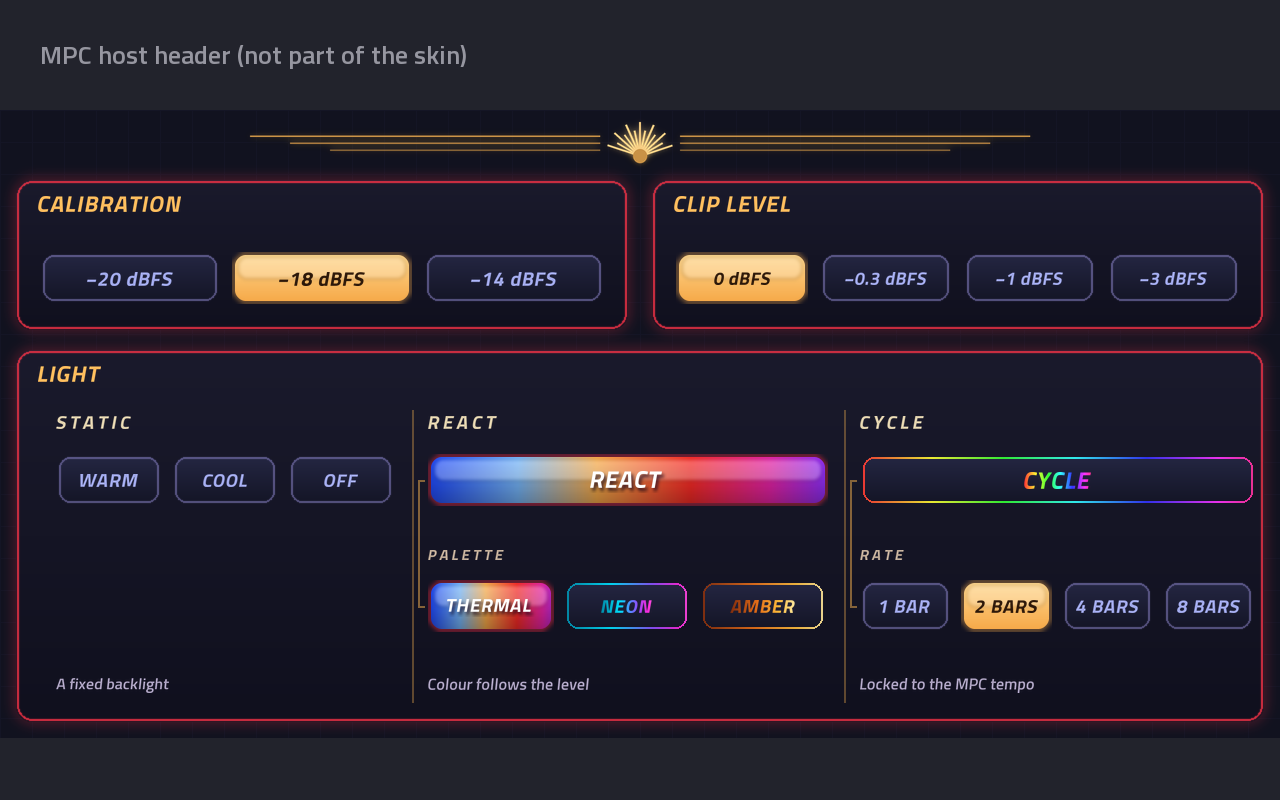 MPC host header (not part of the skin)
CALIBRATION
–20 dBFS –18 dBFS –14 dBFS
CLIP LEVEL
0 dBFS –0.3 dBFS –1 dBFS –3 dBFS
LIGHT
STATIC
WARM COOL OFF
A fixed backlight
REACT
REACT
PALETTE
THERMAL NEON AMBER
Colour follows the level
CYCLE
CYCLE
RATE
1 BAR 2 BARS 4 BARS 8 BARS
Locked to the MPC tempo